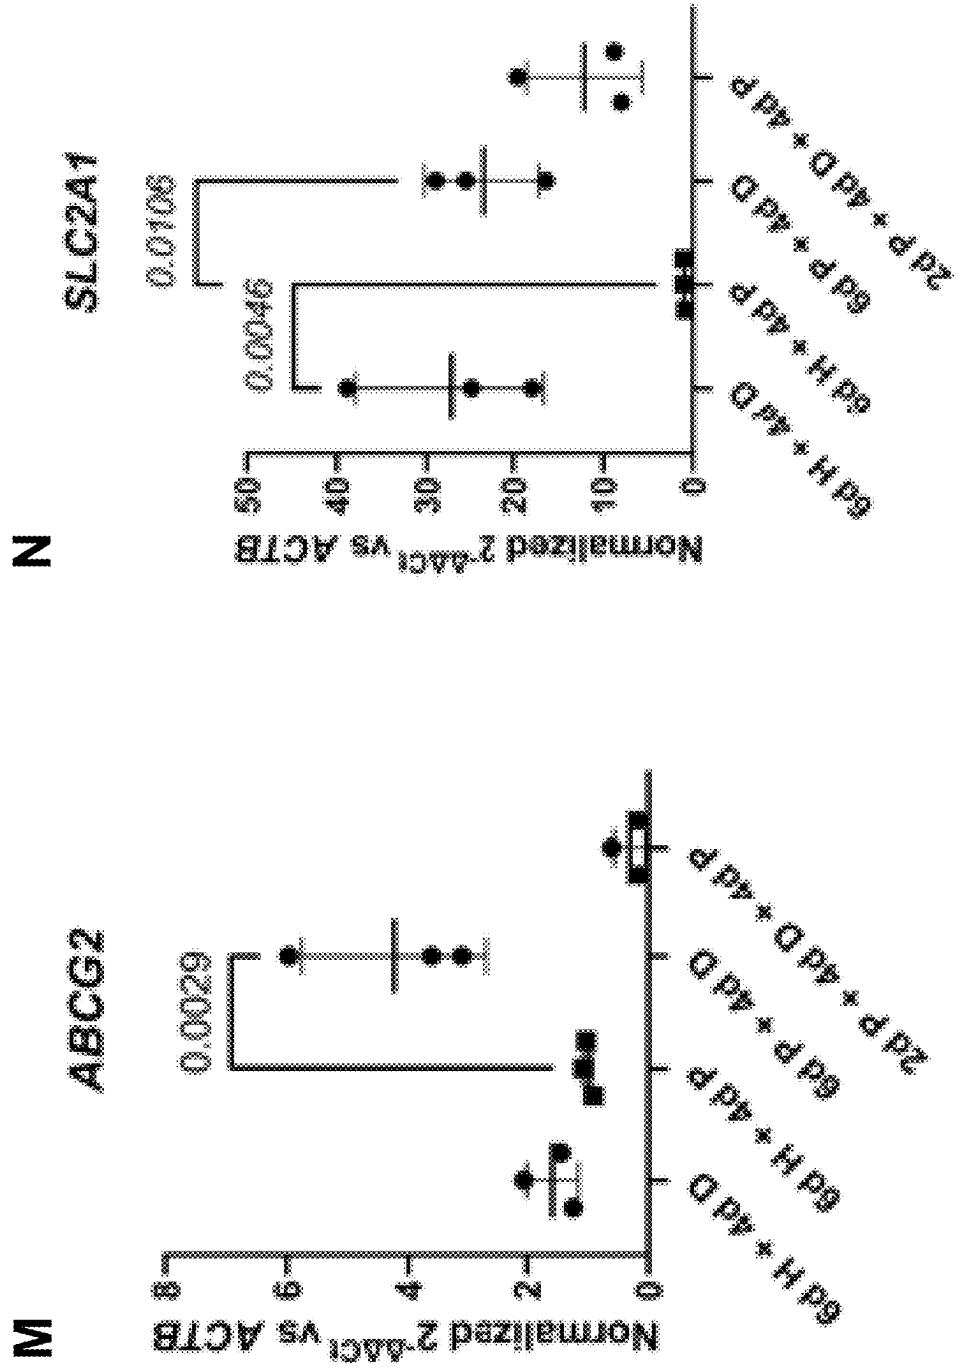 M
ABCG2
0.0029
Normalized 2^-ΔΔCt vs ACTB
8
6
4
2
0
6d H + 4d D
6d H + 4d P
6d P + 4d D
2d P + 4d D + 4d P
N
SLC2A1
0.0106
0.0046
Normalized 2^-ΔΔCt vs ACTB
50
40
30
20
10
0
6d H + 4d D
6d H + 4d P
6d P + 4d D
2d P + 4d D + 4d P